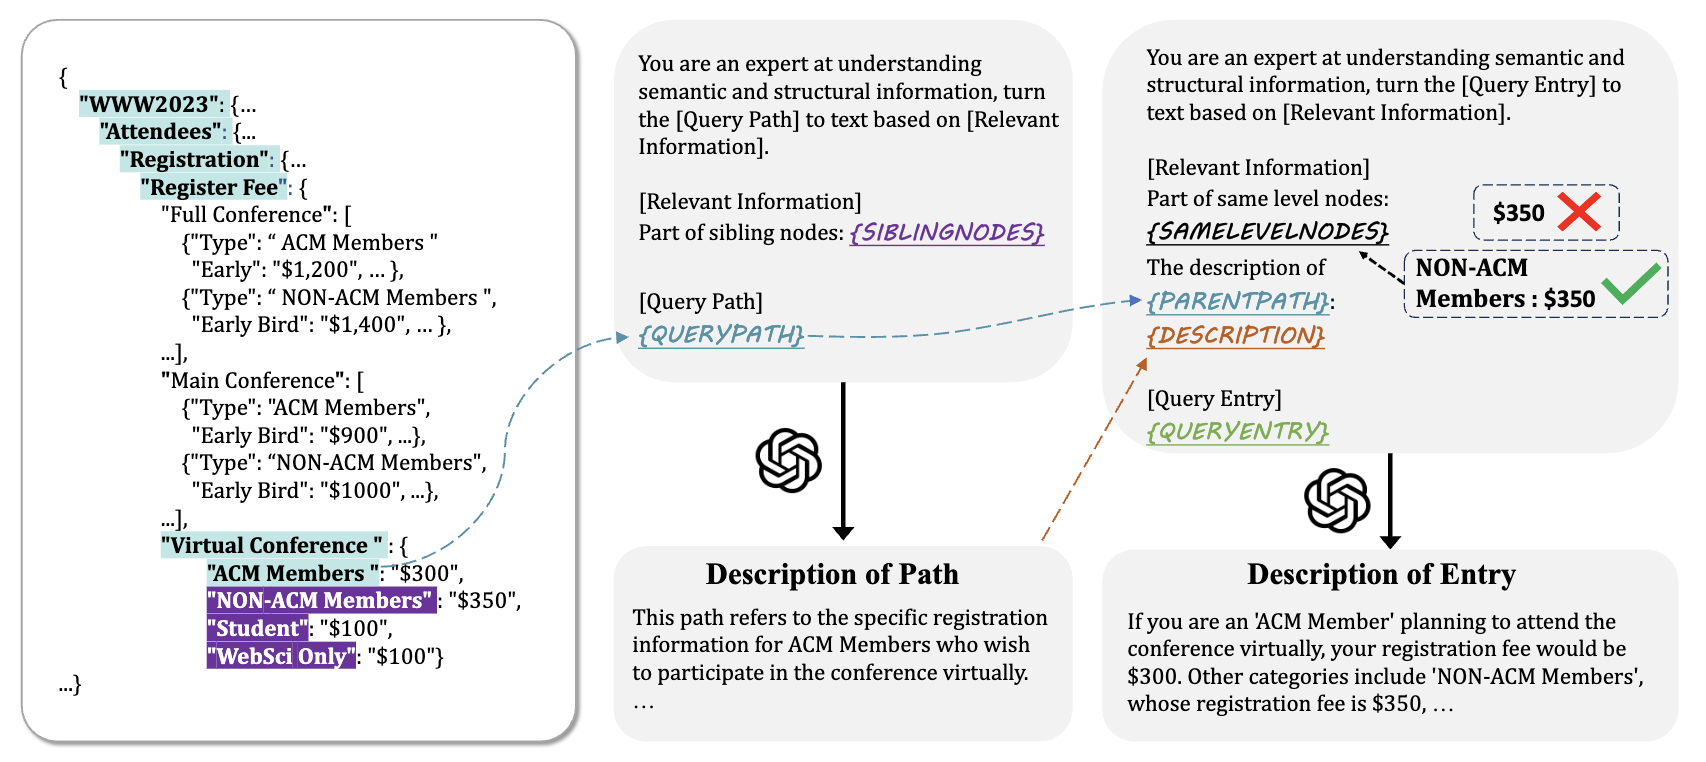 {
"WWW2023": {...
"Attendees": {...
"Registration": {...
"Register Fee": {
"Full Conference": [
{"Type": “ ACM Members "
"Early": "$1,200", ... },
{"Type": “ NON-ACM Members ",
"Early Bird": "$1,400", ... },
...],
"Main Conference": [
{"Type": "ACM Members",
"Early Bird": "$900", ...},
{"Type": “NON-ACM Members",
"Early Bird": "$1000", ...},
...],
"Virtual Conference " : {
"ACM Members ": "$300",
"NON-ACM Members" : "$350",
"Student": "$100",
"WebSci Only": "$100"}
...}
You are an expert at understanding
semantic and structural information, turn
the [Query Path] to text based on [Relevant
Information].
[Relevant Information]
Part of sibling nodes: {SIBLINGNODES}
[Query Path]
{QUERYPATH}
Description of Path
This path refers to the specific registration
information for ACM Members who wish
to participate in the conference virtually.
...
You are an expert at understanding semantic and
structural information, turn the [Query Entry] to
text based on [Relevant Information].
[Relevant Information]
Part of same level nodes:
{SAMELEVELNODES}
$350
NON-ACM
Members : $350
The description of
{PARENTPATH}:
{DESCRIPTION}
[Query Entry]
{QUERYENTRY}
Description of Entry
If you are an 'ACM Member' planning to attend the
conference virtually, your registration fee would be
$300. Other categories include 'NON-ACM Members',
whose registration fee is $350, ...